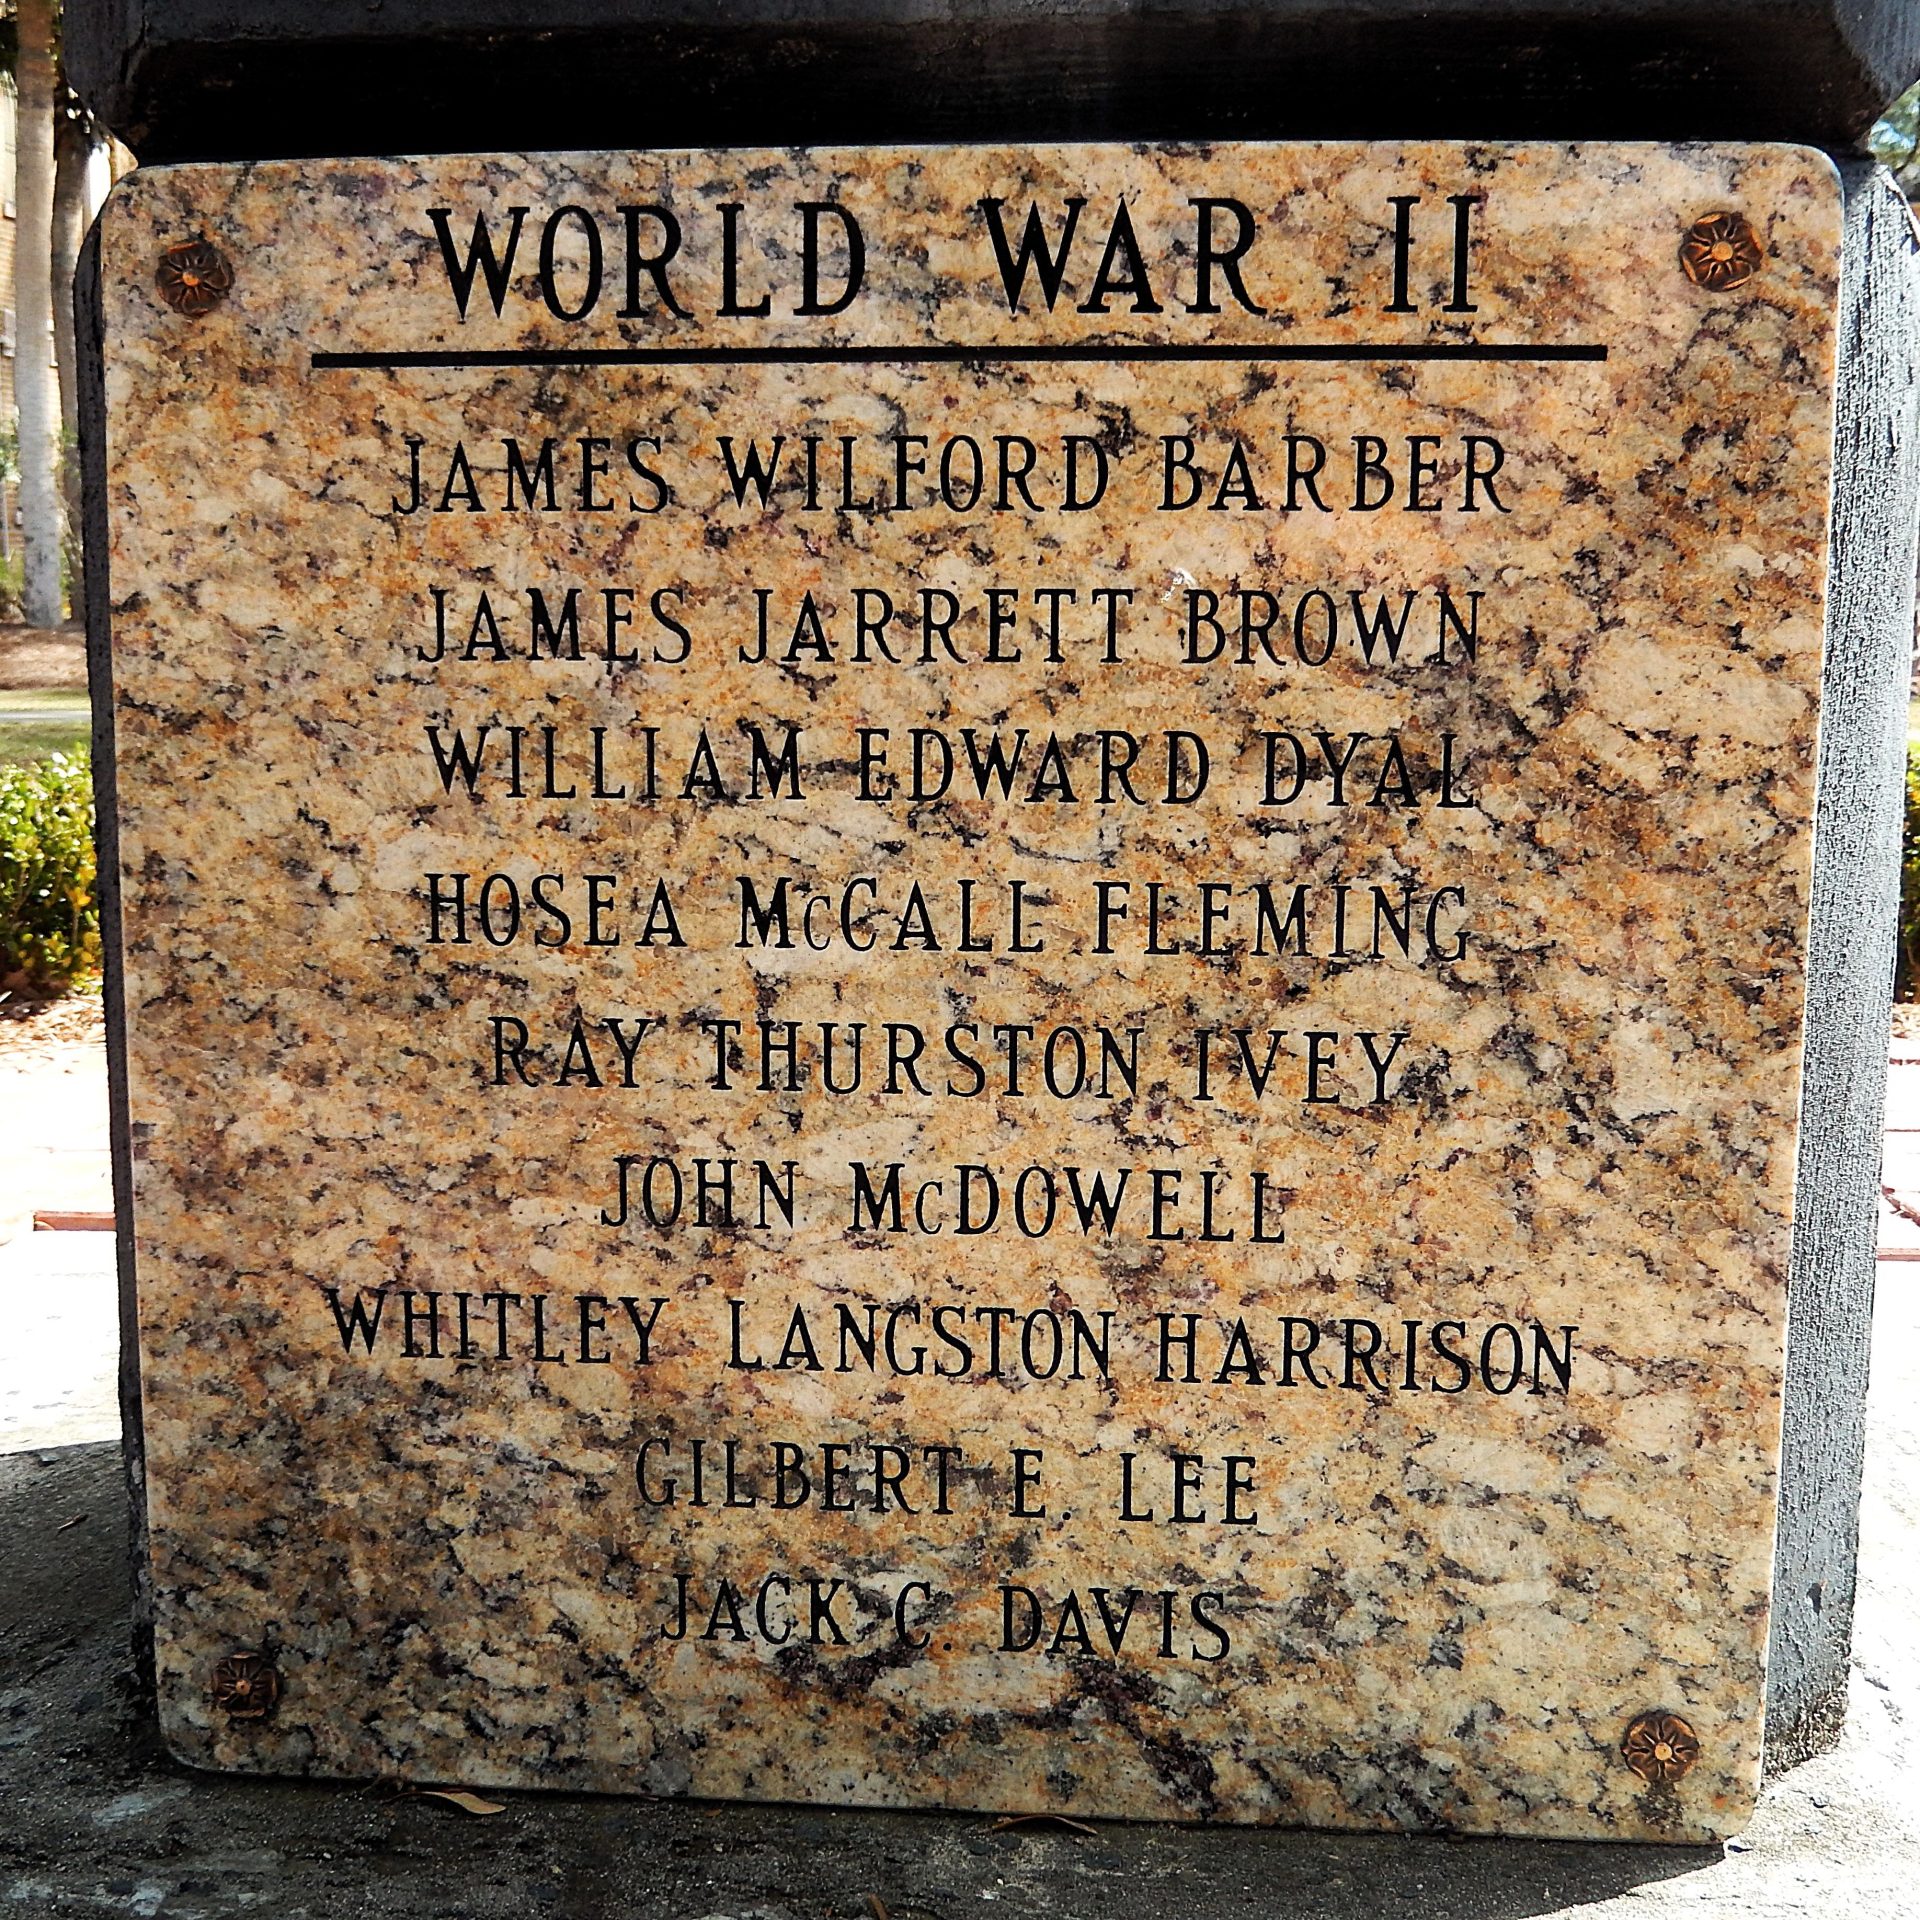 WORLD WAR II
JAMES WILFORD BARBER
JAMES JARRETT BROWN
WILLIAM EDWARD DYAL
HOSEA McCALL FLEMING
RAY THURSTON IVEY
JOHN McDOWELL
WHITLEY LANGSTON HARRISON
GILBERT E. LEE
JACK C. DAVIS